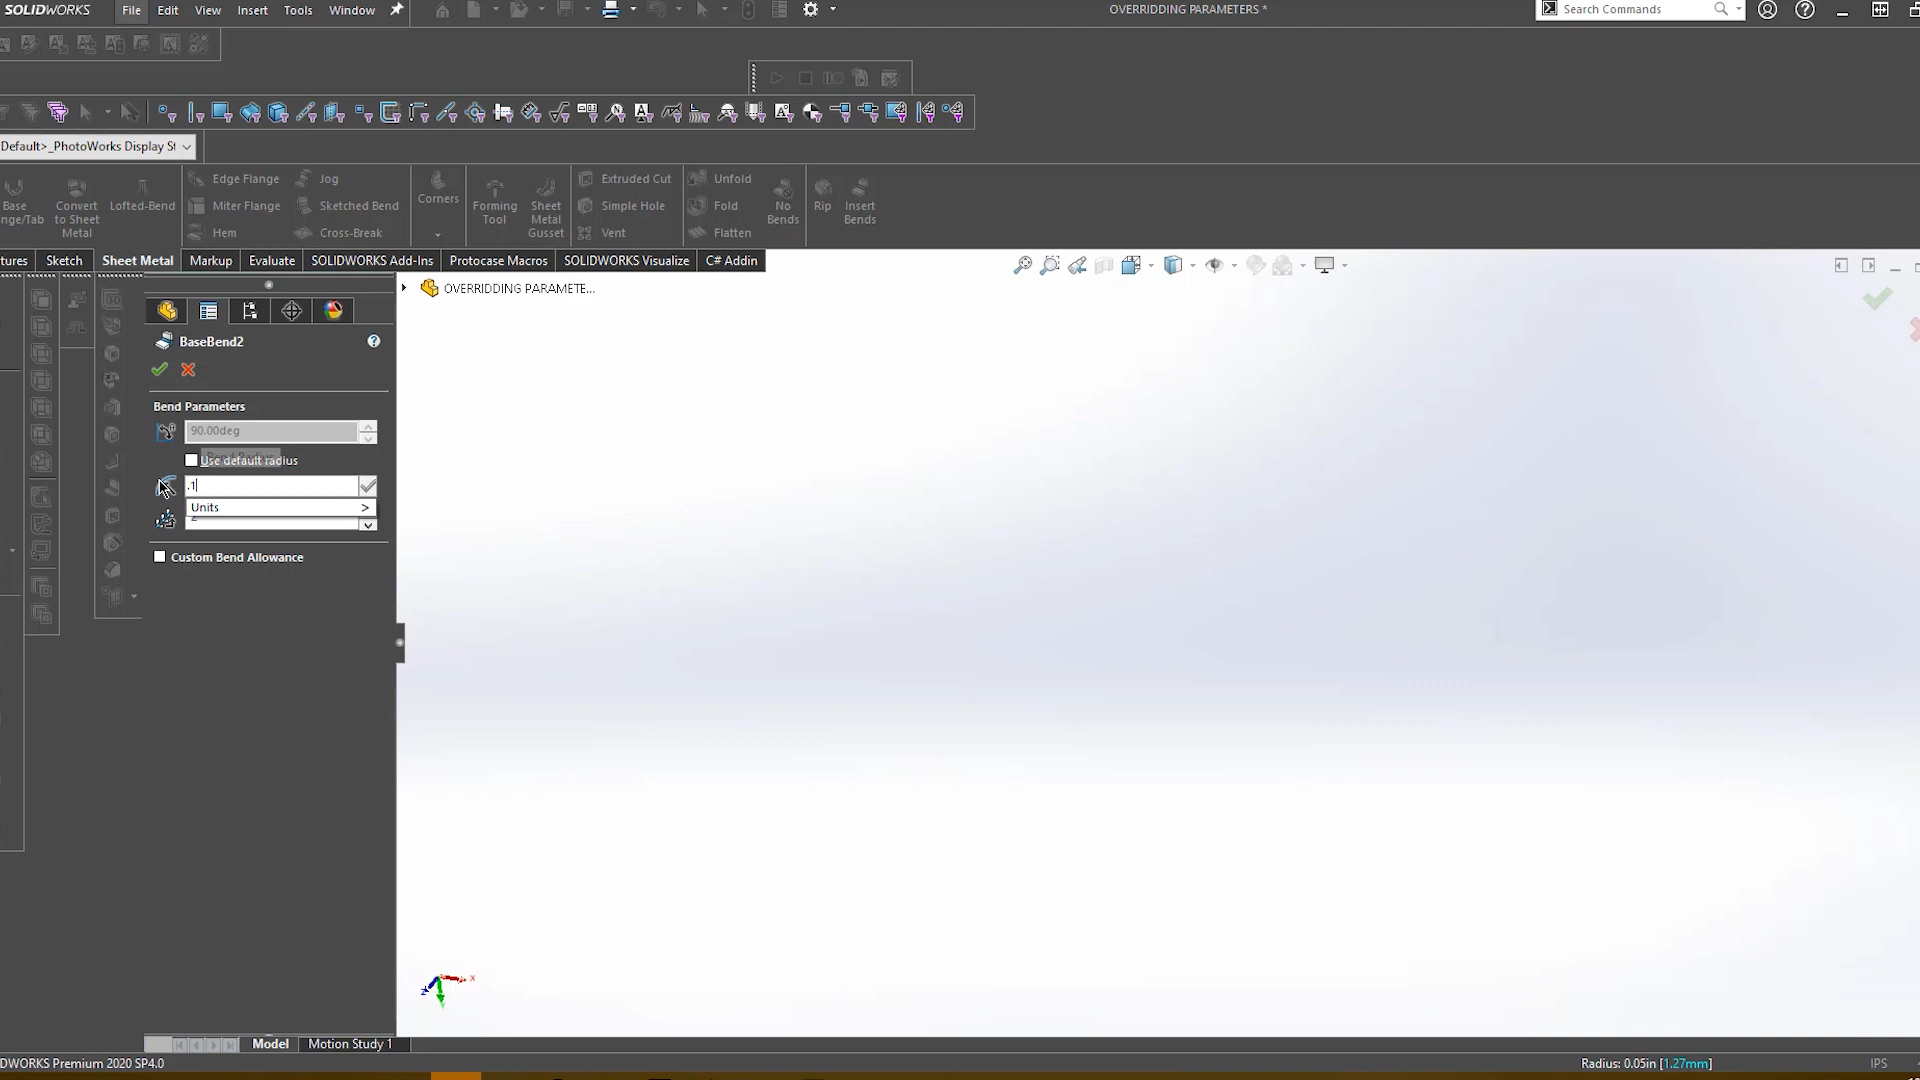 SOLIDWORKS File Edit View Insert Tools Window
OVERRIDDING PARAMETERS *
Search Commands
Default>_PhotoWorks Display St
Base
nge/Tab
Convert
to Sheet
Metal
Lofted-Bend
Edge Flange
Miter Flange
Hem
Jog
Sketched Bend
Cross-Break
Corners
Forming
Tool
Sheet
Metal
Gusset
Extruded Cut
Simple Hole
Vent
Unfold
Fold
Flatten
No
Bends
Rip
Insert
Bends
tures Sketch Sheet Metal Markup Evaluate SOLIDWORKS Add-Ins Protocase Macros SOLIDWORKS Visualize C# Addin
OVERRIDDING PARAMETE...
BaseBend2
Bend Parameters
90.00deg
Use default radius
.1
Units >
Custom Bend Allowance
x
z
Model Motion Study 1
DWORKS Premium 2020 SP4.0
Radius: 0.05in [1.27mm]
IPS